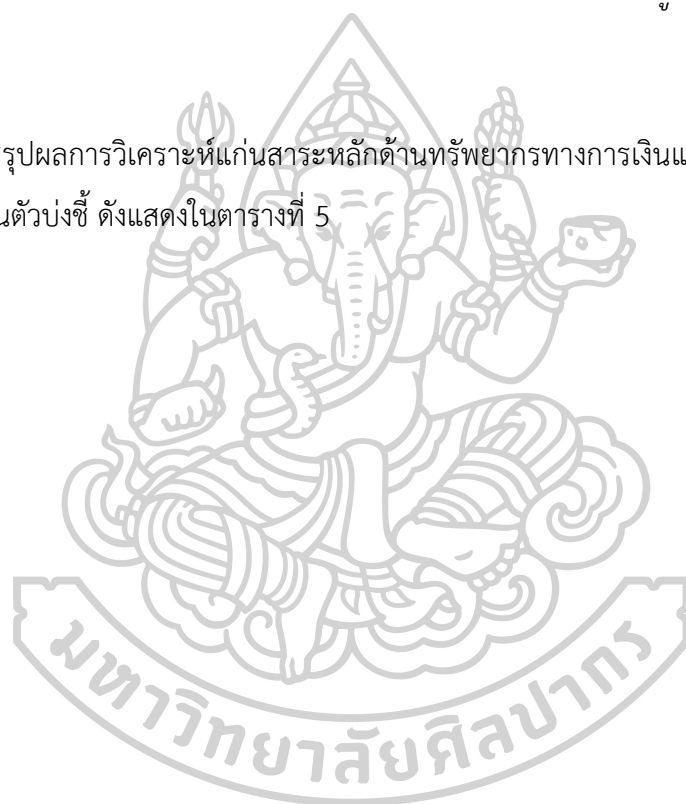 รุปผลการวิเคราะห์แก่นสาระหลักด้านทรัพยากรทางการเงินแ
นตัวบ่งชี้ ดังแสดงในตารางที่ 5
มหาวิทยาลัยศิลปากร